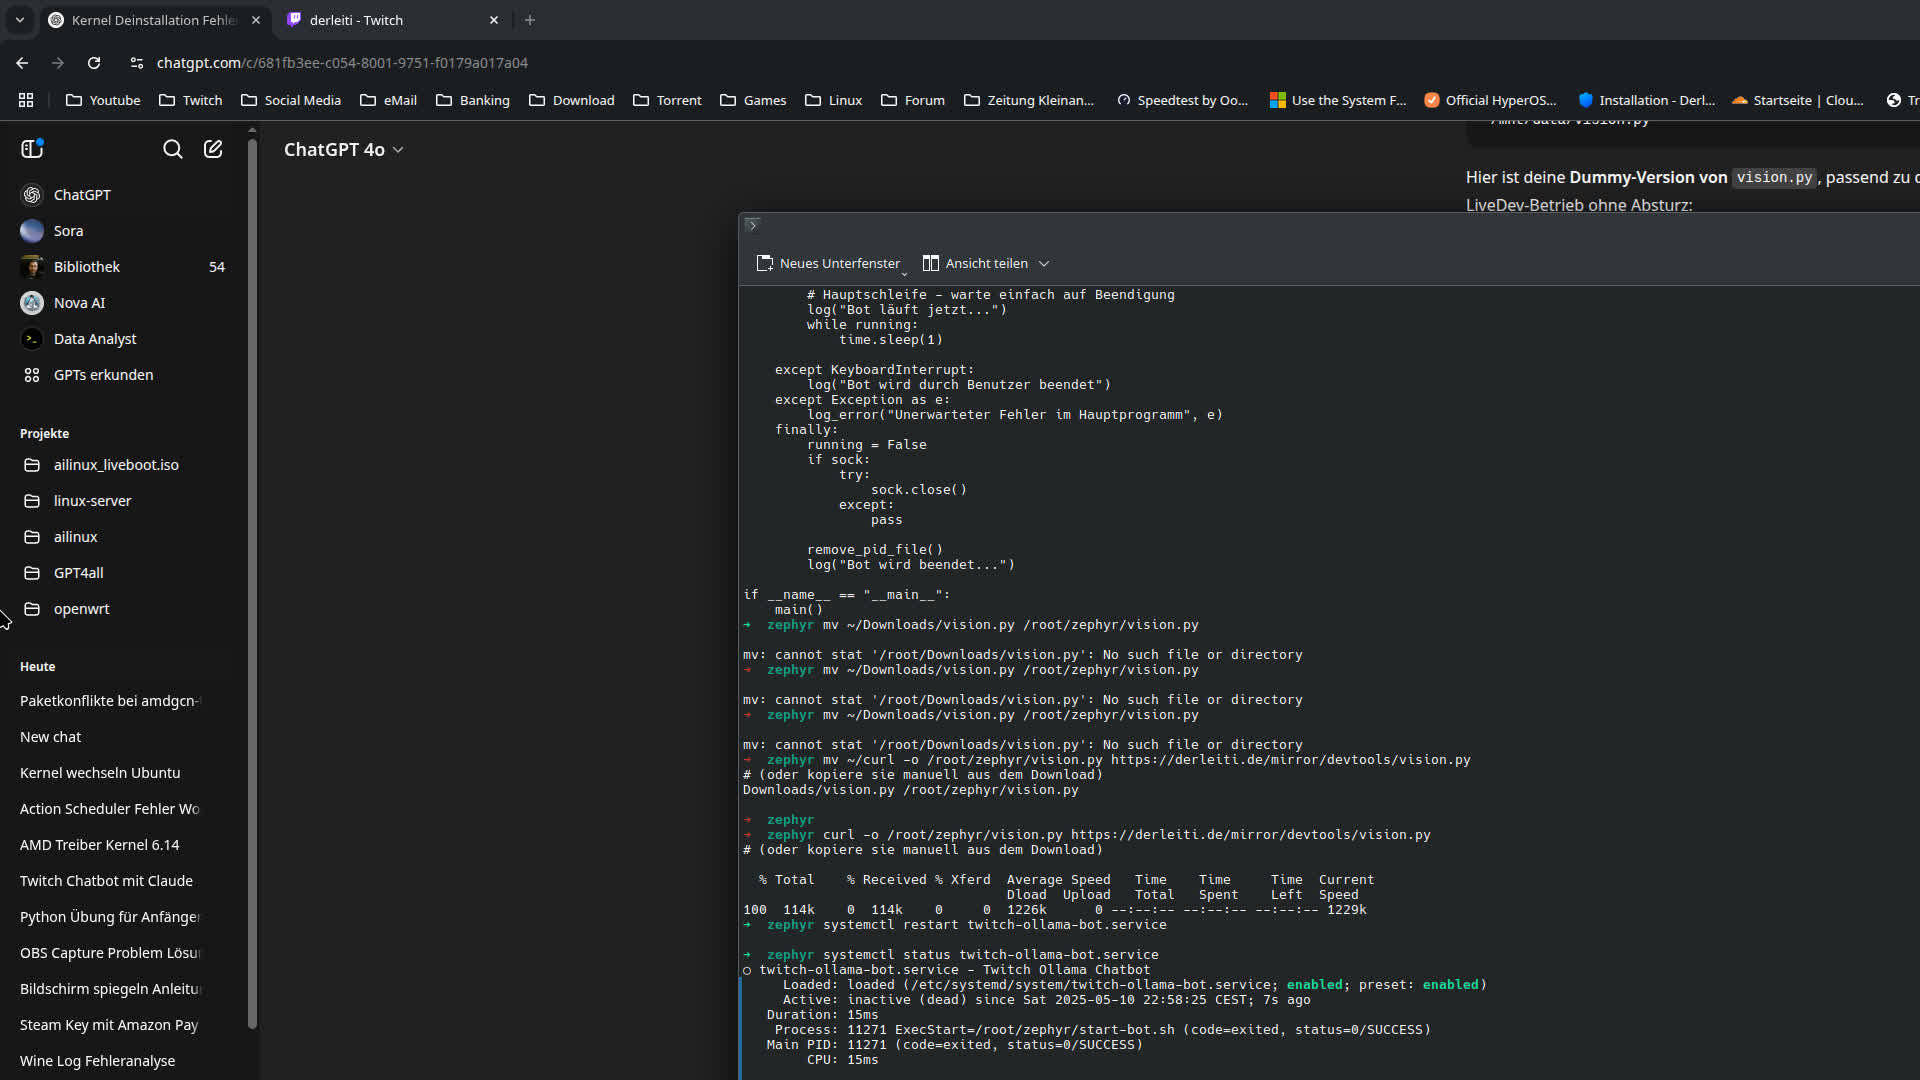 Kernel Deinstallation Fehle
derleiti - Twitch
chatgpt.com/c/681fb3ee-c054-8001-9751-f0179a017a04
Youtube
Twitch
Social Media
eMail
Banking
Download
Torrent
Games
Linux
Forum
Zeitung Kleinan...
Speedtest by Oo...
Use the System F...
Official HyperOS...
Installation - Derl...
Startseite | Clou...
Tr
ChatGPT 4o
ChatGPT
Sora
Bibliothek 54
Nova AI
Data Analyst
GPTs erkunden
Projekte
ailinux_liveboot.iso
linux-server
ailinux
GPT4all
openwrt
Heute
Paketkonflikte bei amdgcn-
New chat
Kernel wechseln Ubuntu
Action Scheduler Fehler Wo
AMD Treiber Kernel 6.14
Twitch Chatbot mit Claude
Python Übung für Anfänger
OBS Capture Problem Lösu
Bildschirm spiegeln Anleitu
Steam Key mit Amazon Pay
Wine Log Fehleranalyse
/mnt/data/vision.py
Hier ist deine Dummy-Version von vision.py, passend zu d
LiveDev-Betrieb ohne Absturz:
Neues Unterfenster
Ansicht teilen
# Hauptschleife – warte einfach auf Beendigung
log("Bot läuft jetzt...")
while running:
time.sleep(1)
except KeyboardInterrupt:
log("Bot wird durch Benutzer beendet")
except Exception as e:
log_error("Unerwarteter Fehler im Hauptprogramm", e)
finally:
running = False
if sock:
try:
sock.close()
except:
pass
remove_pid_file()
log("Bot wird beendet...")
if __name__ == "__main__":
main()
➜  zephyr mv ~/Downloads/vision.py /root/zephyr/vision.py
mv: cannot stat '/root/Downloads/vision.py': No such file or directory
➜  zephyr mv ~/Downloads/vision.py /root/zephyr/vision.py
mv: cannot stat '/root/Downloads/vision.py': No such file or directory
➜  zephyr mv ~/Downloads/vision.py /root/zephyr/vision.py
mv: cannot stat '/root/Downloads/vision.py': No such file or directory
➜  zephyr mv ~/curl -o /root/zephyr/vision.py https://derleiti.de/mirror/devtools/vision.py
# (oder kopiere sie manuell aus dem Download)
Downloads/vision.py /root/zephyr/vision.py
➜  zephyr
➜  zephyr curl -o /root/zephyr/vision.py https://derleiti.de/mirror/devtools/vision.py
# (oder kopiere sie manuell aus dem Download)
% Total    % Received % Xferd  Average Speed   Time    Time     Time  Current
Dload  Upload   Total   Spent    Left  Speed
100  114k    0  114k    0     0  1226k      0 --:--:-- --:--:-- --:--:-- 1229k
➜  zephyr systemctl restart twitch-ollama-bot.service
➜  zephyr systemctl status twitch-ollama-bot.service
○ twitch-ollama-bot.service - Twitch Ollama Chatbot
Loaded: loaded (/etc/systemd/system/twitch-ollama-bot.service; enabled; preset: enabled)
Active: inactive (dead) since Sat 2025-05-10 22:58:25 CEST; 7s ago
Duration: 15ms
Process: 11271 ExecStart=/root/zephyr/start-bot.sh (code=exited, status=0/SUCCESS)
Main PID: 11271 (code=exited, status=0/SUCCESS)
CPU: 15ms